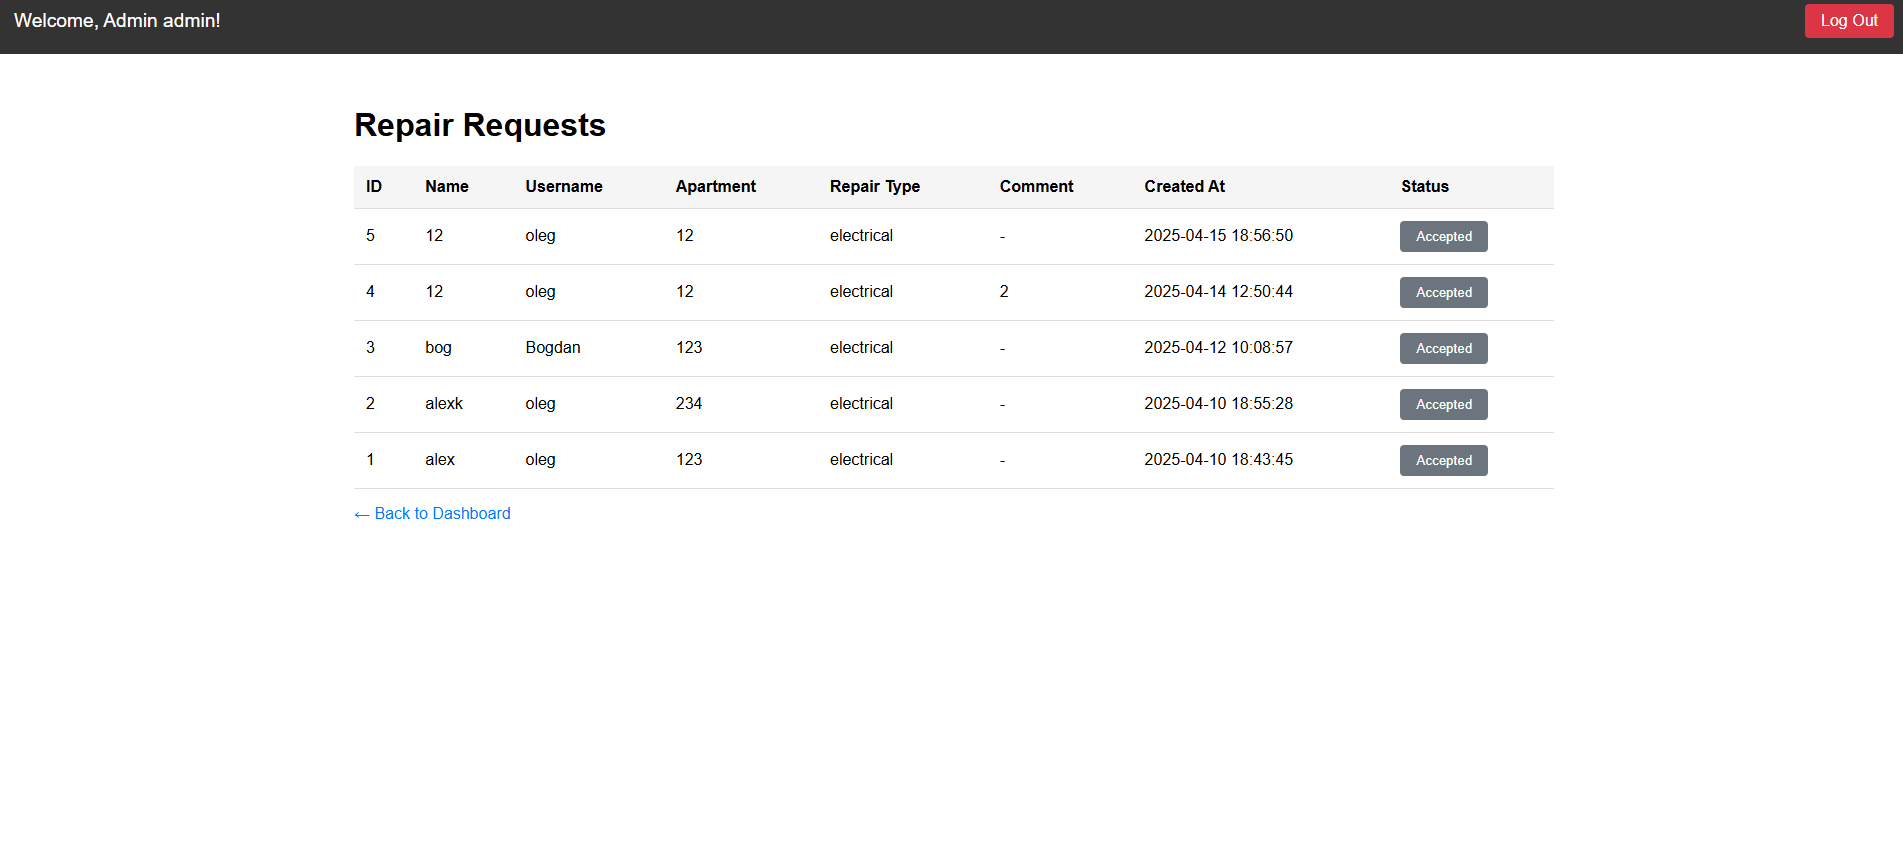 Welcome, Admin admin!
Log Out
Repair Requests
ID Name Username Apartment Repair Type Comment Created At Status
5 12 oleg 12 electrical - 2025-04-15 18:56:50 Accepted
4 12 oleg 12 electrical 2 2025-04-14 12:50:44 Accepted
3 bog Bogdan 123 electrical - 2025-04-12 10:08:57 Accepted
2 alexk oleg 234 electrical - 2025-04-10 18:55:28 Accepted
1 alex oleg 123 electrical - 2025-04-10 18:43:45 Accepted
← Back to Dashboard